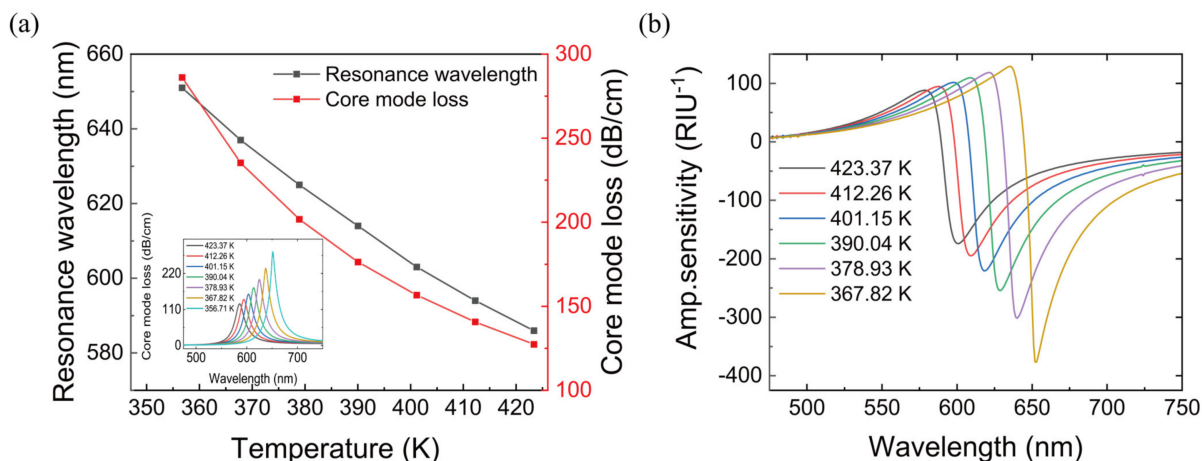 (a)
660
640
620
600
580
Resonance wavelength (nm)
Resonance wavelength
Core mode loss
300
250
200
150
100
Core mode loss (dB/cm)
Core mode loss (dB/cm)
220
110
0
423.37 K
412.26 K
401.15 K
390.04 K
378.93 K
367.82 K
356.71 K
500 600 700
Wavelength (nm)
350 360 370 380 390 400 410 420
Temperature (K)
(b)
Amp.sensitivity (RIU⁻¹)
100
0
-100
-200
-300
-400
423.37 K
412.26 K
401.15 K
390.04 K
378.93 K
367.82 K
500 550 600 650 700 750
Wavelength (nm)